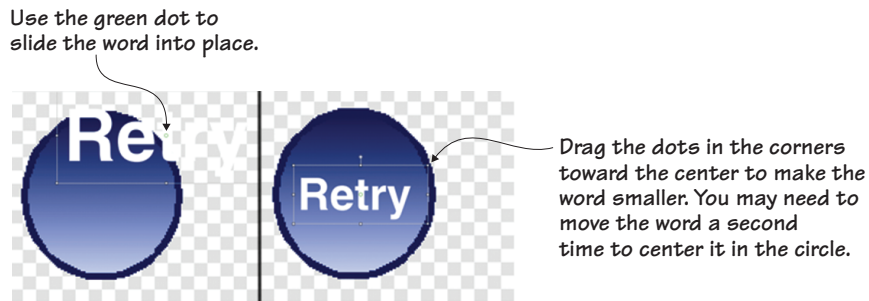 Use the green dot to
slide the word into place.
Retry
Retry
Drag the dots in the corners
toward the center to make the
word smaller. You may need to
move the word a second
time to center it in the circle.